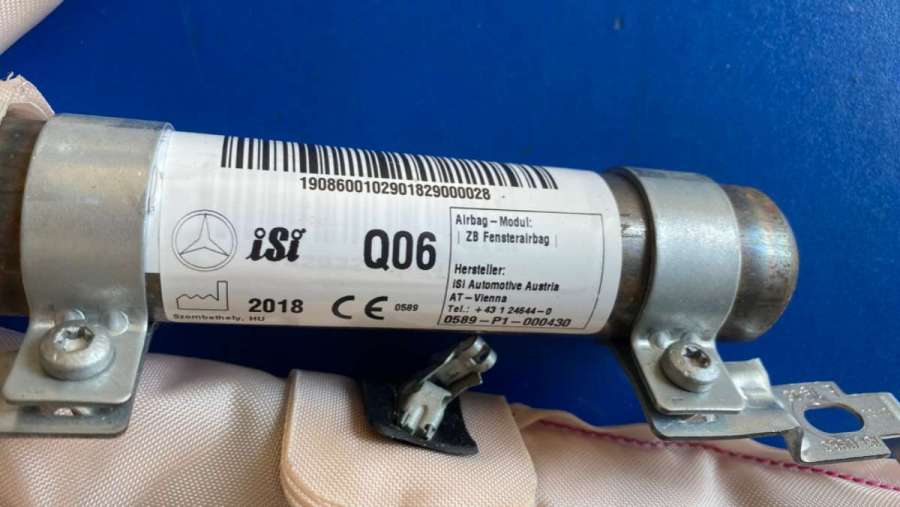 1908600102901829000028
iSi
Q06
Airbag-Modul:
| ZB Fensterairbag |
Hersteller:
iSi Automotive Austria
AT-Vienna
Tel.: +43 1 24644-0
0589-P1-000430
2018
CE 0589
Szombathely, HU